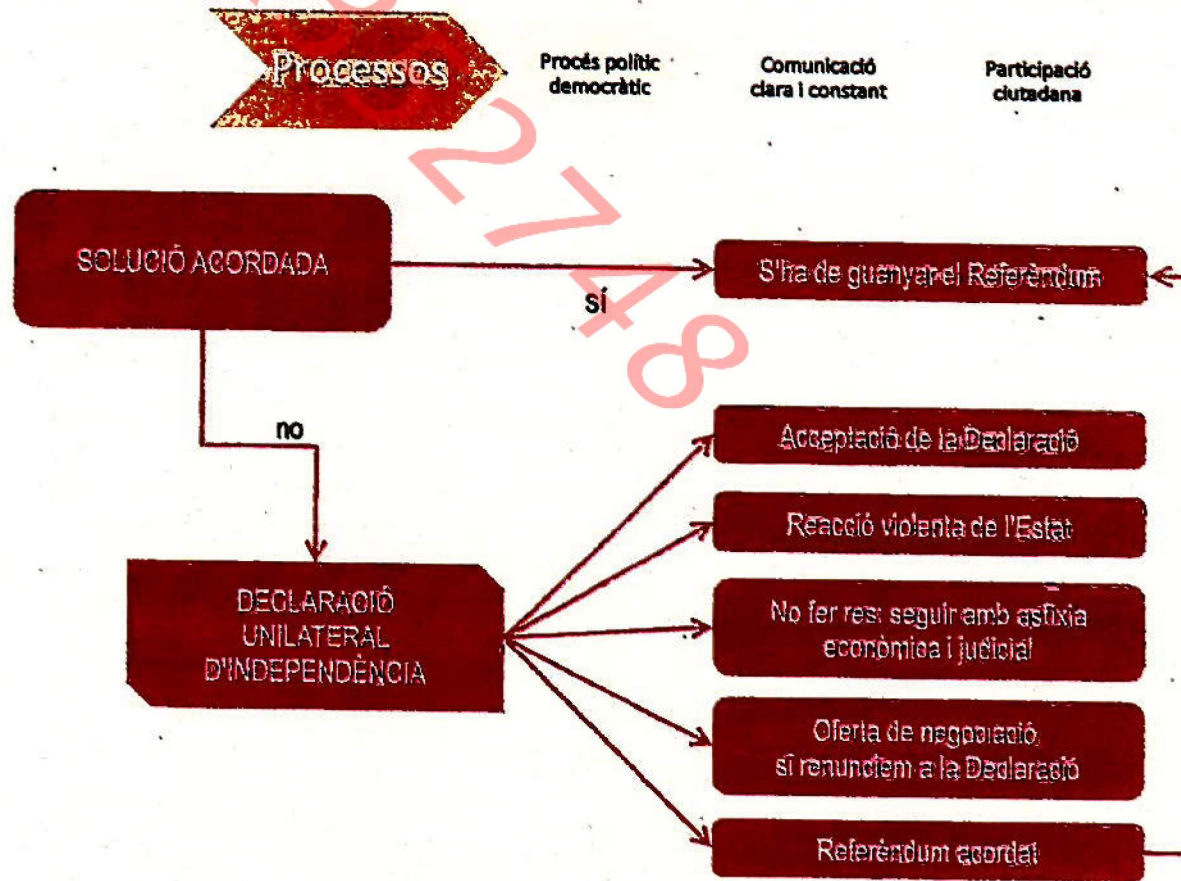 Processos
Procés polític
democràtic
Comunicació
clara i constant
Participació
ciutadana
SOLUCIÓ ACORDADA
sí
S'ha de guanyar el Referèndum
no
DECLARACIÓ
UNILATERAL
D'INDEPENDÈNCIA
Acceptació de la Declaració
Reacció violenta de l'Estat
No fer res: seguir amb asfixia
econòmica i judicial
Oferta de negociació
si renunciem a la Declaració
Referèndum acordat
2748